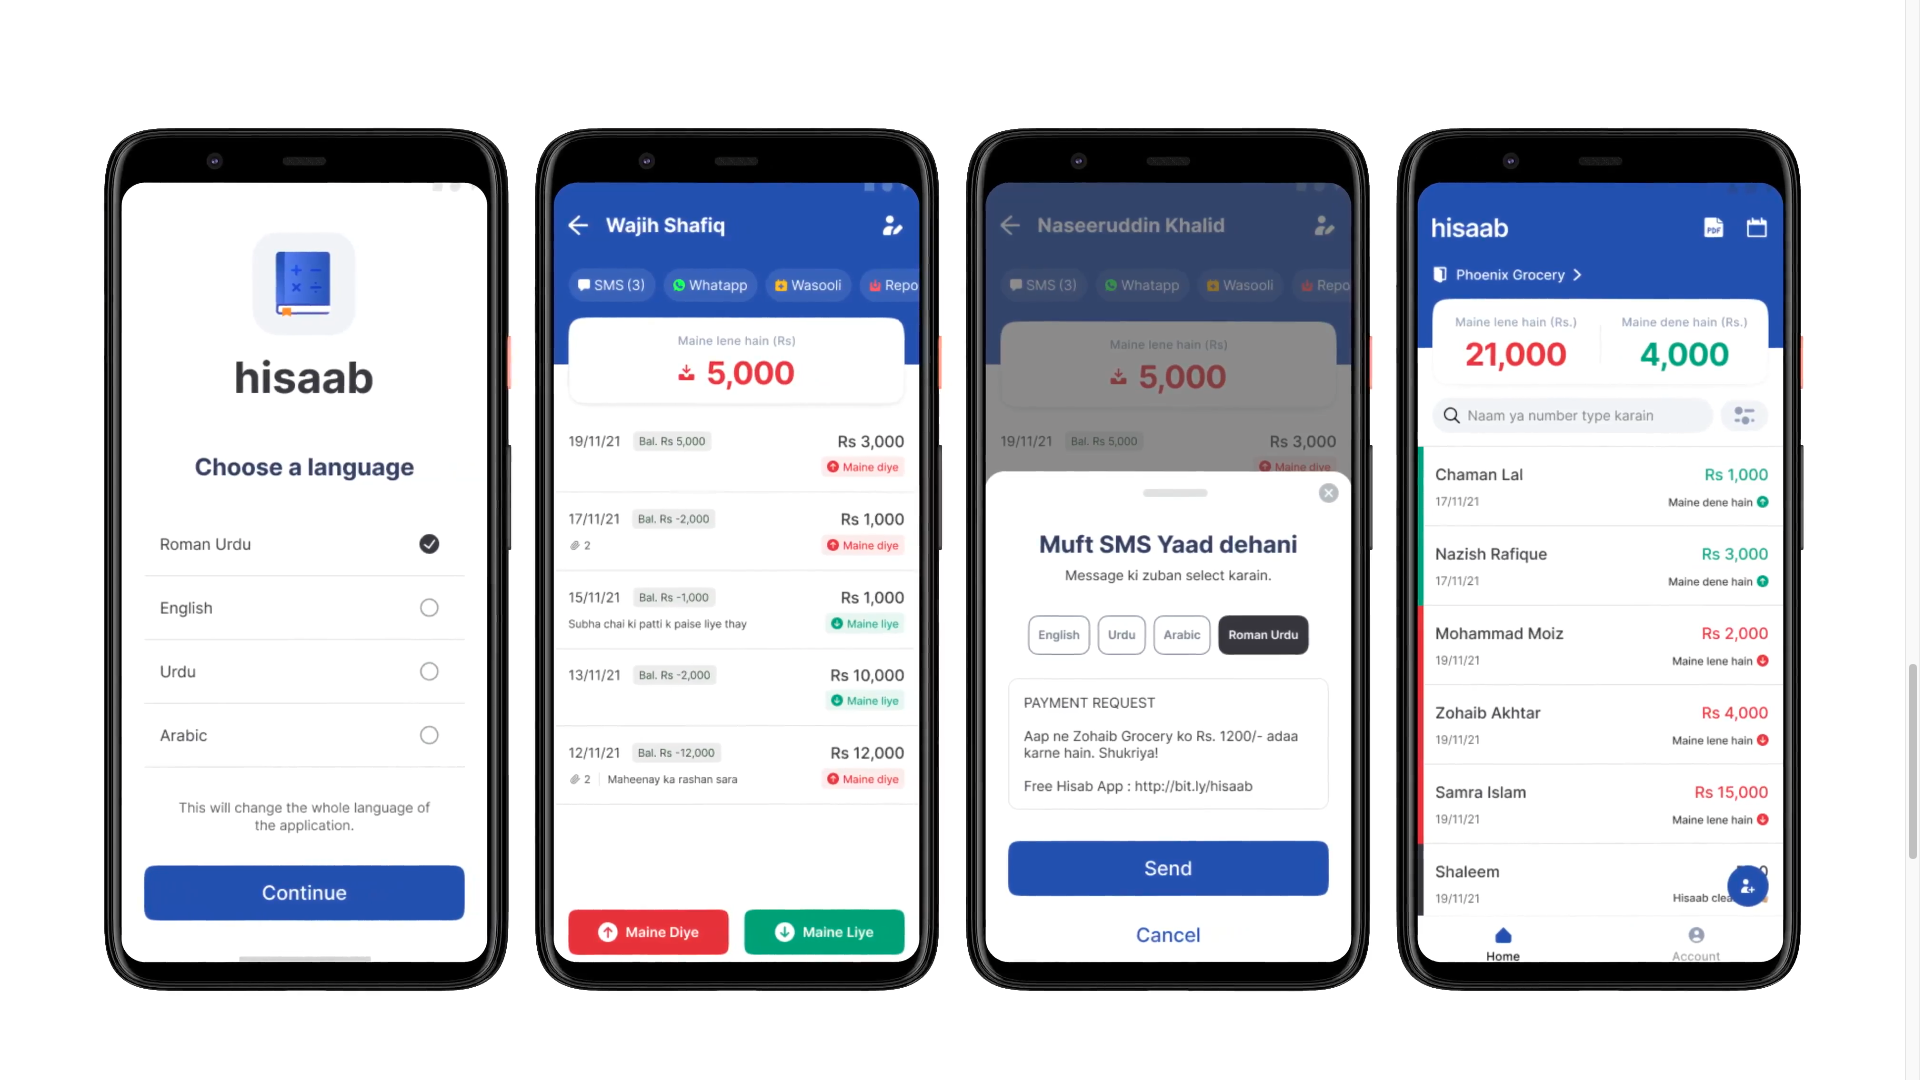 hisaab
Choose a language
Roman Urdu
English
Urdu
Arabic
This will change the whole language of
the application.
Continue
Wajih Shafiq
SMS (3)
Whatapp
Wasooli
Repo
Maine lene hain (Rs)
5,000
19/11/21 Bal. Rs 5,000 Rs 3,000
Maine diye
17/11/21 Bal. Rs -2,000 Rs 1,000
2 Maine diye
15/11/21 Bal. Rs -1,000 Rs 1,000
Subha chai ki patti k paise liye thay Maine liye
13/11/21 Bal. Rs -2,000 Rs 10,000
Maine liye
12/11/21 Bal. Rs -12,000 Rs 12,000
2 Maheenay ka rashan sara Maine diye
Maine Diye
Maine Liye
Naseeruddin Khalid
SMS (3)
Whatapp
Wasooli
Repo
Maine lene hain (Rs)
5,000
19/11/21 Bal. Rs 5,000 Rs 3,000
Maine diye
Muft SMS Yaad dehani
Message ki zuban select karain.
English
Urdu
Arabic
Roman Urdu
PAYMENT REQUEST
Aap ne Zohaib Grocery ko Rs. 1200/- adaa
karne hain. Shukriya!
Free Hisab App : http://bit.ly/hisaab
Send
Cancel
hisaab
PDF
Phoenix Grocery
Maine lene hain (Rs.)
21,000
Maine dene hain (Rs.)
4,000
Naam ya number type karain
Chaman Lal Rs 1,000
17/11/21 Maine dene hain
Nazish Rafique Rs 3,000
17/11/21 Maine dene hain
Mohammad Moiz Rs 2,000
19/11/21 Maine lene hain
Zohaib Akhtar Rs 4,000
19/11/21 Maine lene hain
Samra Islam Rs 15,000
19/11/21 Maine lene hain
Shaleem
19/11/21 Hisaab clea
Home
Account